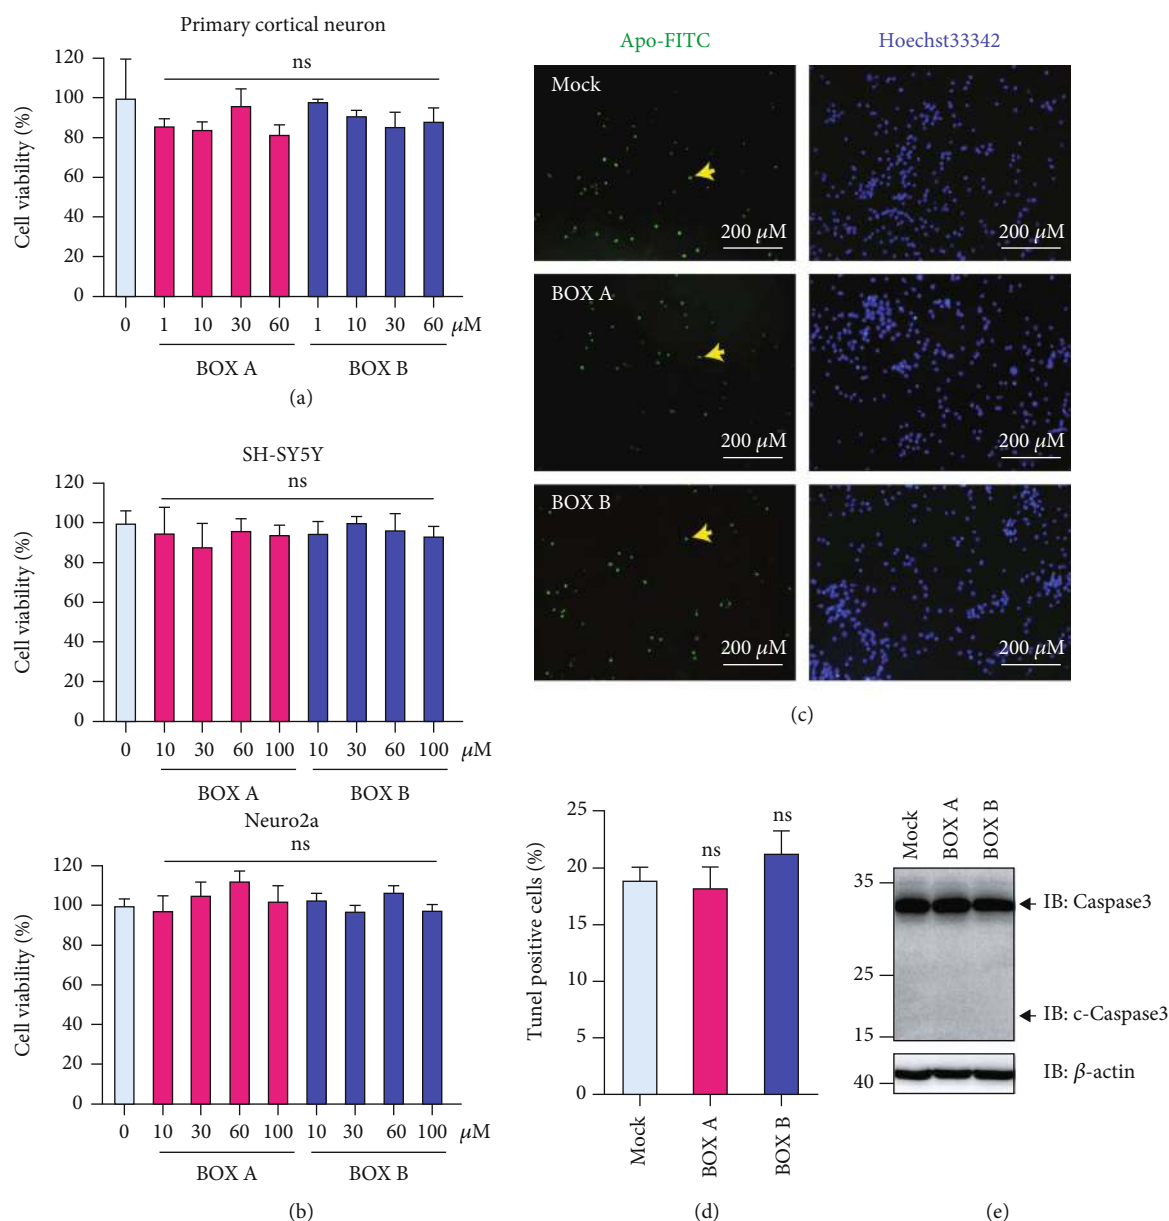 Primary cortical neuron
Cell viability (%)
120
100
80
60
40
20
0
ns
0 1 10 30 60 1 10 30 60 μM
BOX A BOX B
(a)
SH-SY5Y
Cell viability (%)
120
100
80
60
40
20
0
ns
0 10 30 60 100 10 30 60 100 μM
BOX A BOX B
Neuro2a
Cell viability (%)
120
100
80
60
40
20
0
ns
0 10 30 60 100 10 30 60 100 μM
BOX A BOX B
(b)
Apo-FITC Hoechst33342
Mock
200 μM 200 μM
BOX A
200 μM 200 μM
BOX B
200 μM 200 μM
(c)
Tunel positive cells (%)
25
20
15
10
5
0
ns
ns
Mock
BOX A
BOX B
(d)
Mock
BOX A
BOX B
35
IB: Caspase3
25
IB: c-Caspase3
15
IB: β-actin
40
(e)